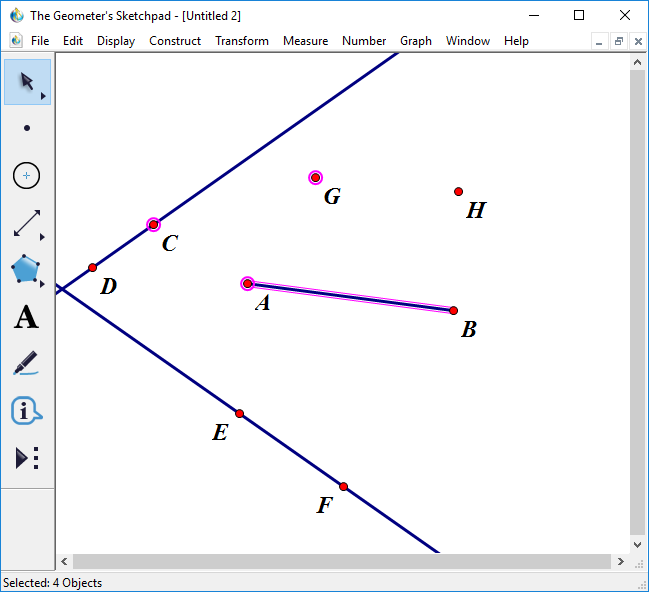 The Geometer's Sketchpad - [Untitled 2]
File Edit Display Construct Transform Measure Number Graph Window Help
G
H
C
D
A
B
A
E
F
Selected: 4 Objects